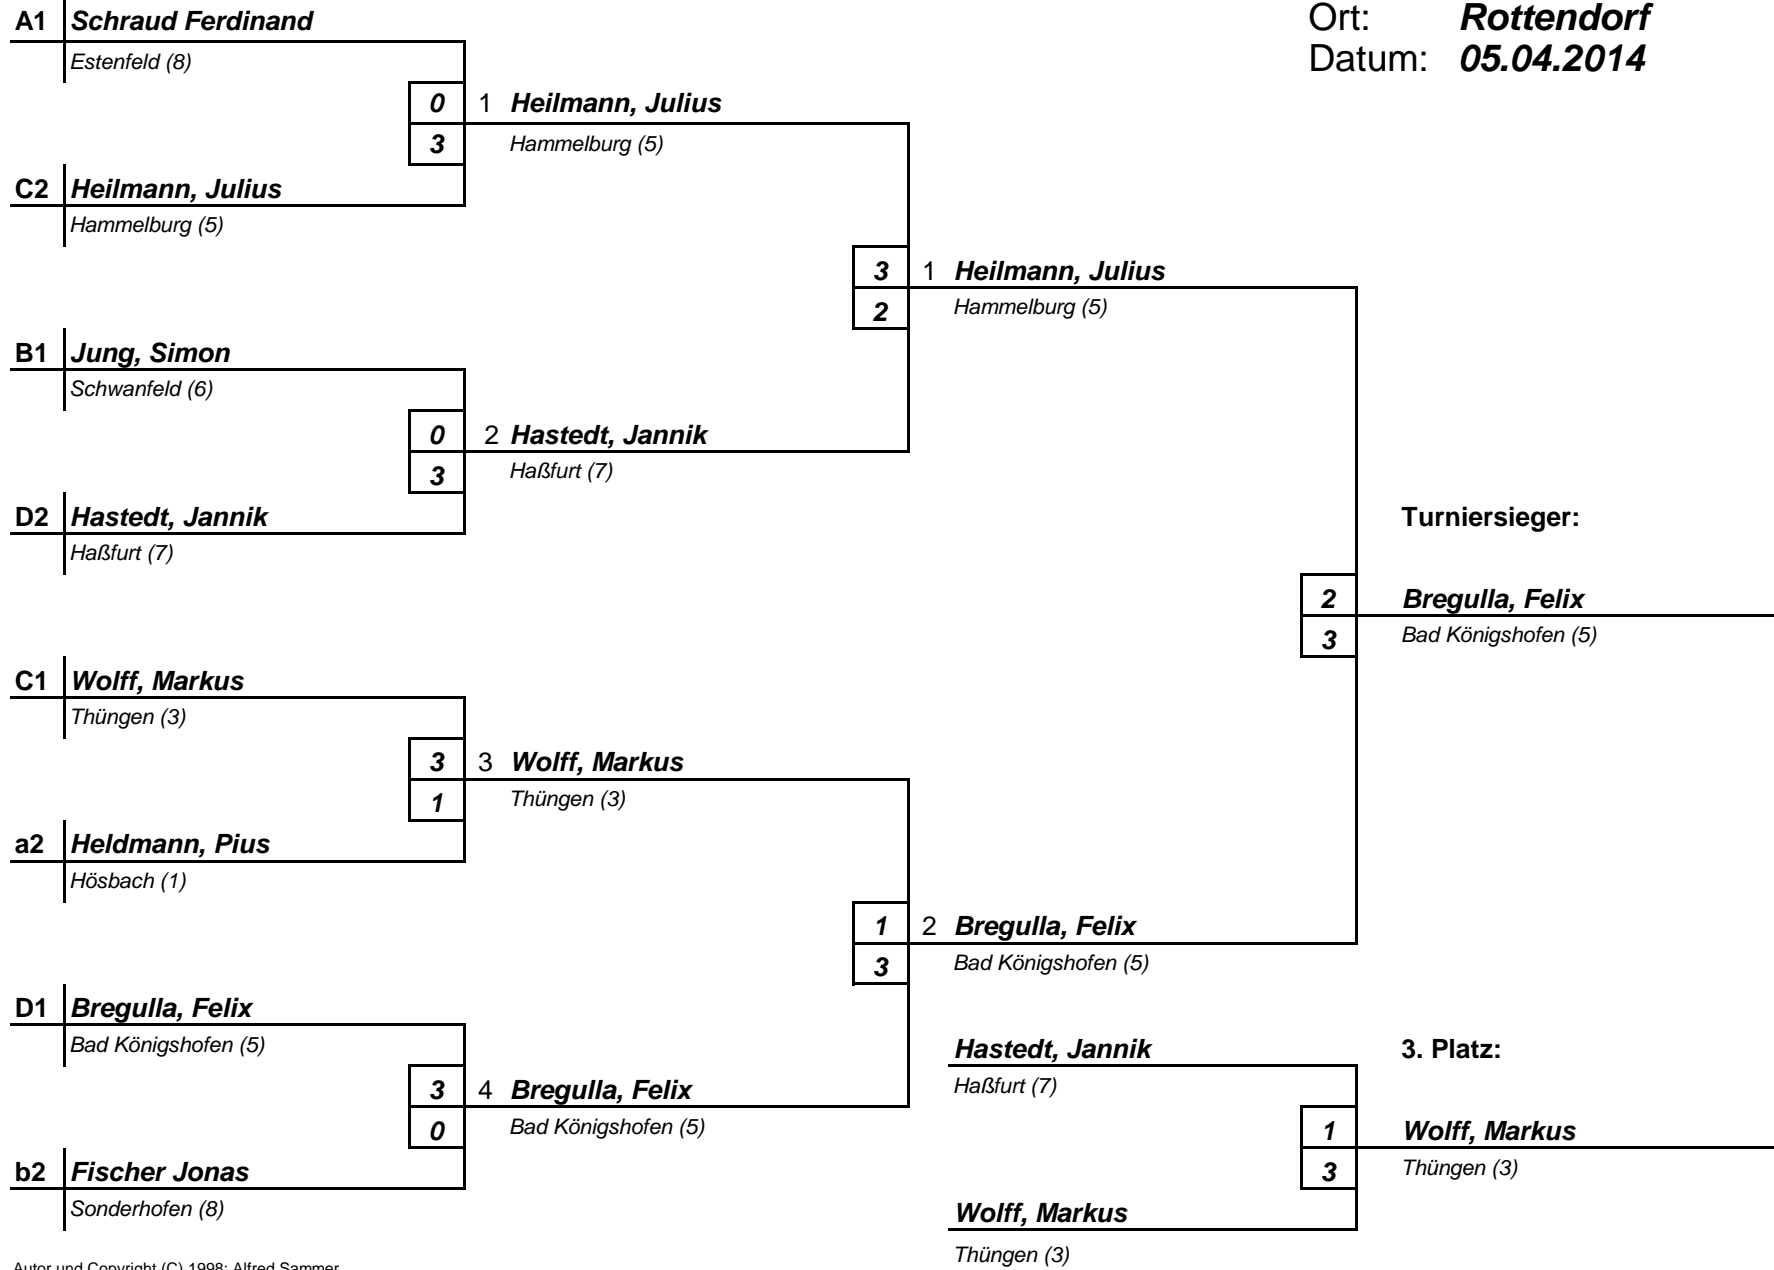 A1 Schraud Ferdinand
Estenfeld (8)
Ort: Rottendorf
Datum: 05.04.2014
0 1 Heilmann, Julius
3 Hammelburg (5)
C2 Heilmann, Julius
Hammelburg (5)
3 1 Heilmann, Julius
2 Hammelburg (5)
B1 Jung, Simon
Schwanfeld (6)
0 2 Hastedt, Jannik
3 Haßfurt (7)
D2 Hastedt, Jannik
Haßfurt (7)
Turniersieger:
2 Bregulla, Felix
3 Bad Königshofen (5)
C1 Wolff, Markus
Thüngen (3)
3 3 Wolff, Markus
1 Thüngen (3)
a2 Heldmann, Pius
Hösbach (1)
1 2 Bregulla, Felix
3 Bad Königshofen (5)
D1 Bregulla, Felix
Bad Königshofen (5)
Hastedt, Jannik 3. Platz:
Haßfurt (7)
3 4 Bregulla, Felix
0 Bad Königshofen (5)
1 Wolff, Markus
3 Thüngen (3)
b2 Fischer Jonas
Sonderhofen (8)
Wolff, Markus
Thüngen (3)
Autor und Copyright (C) 1998: Alfred Sammer